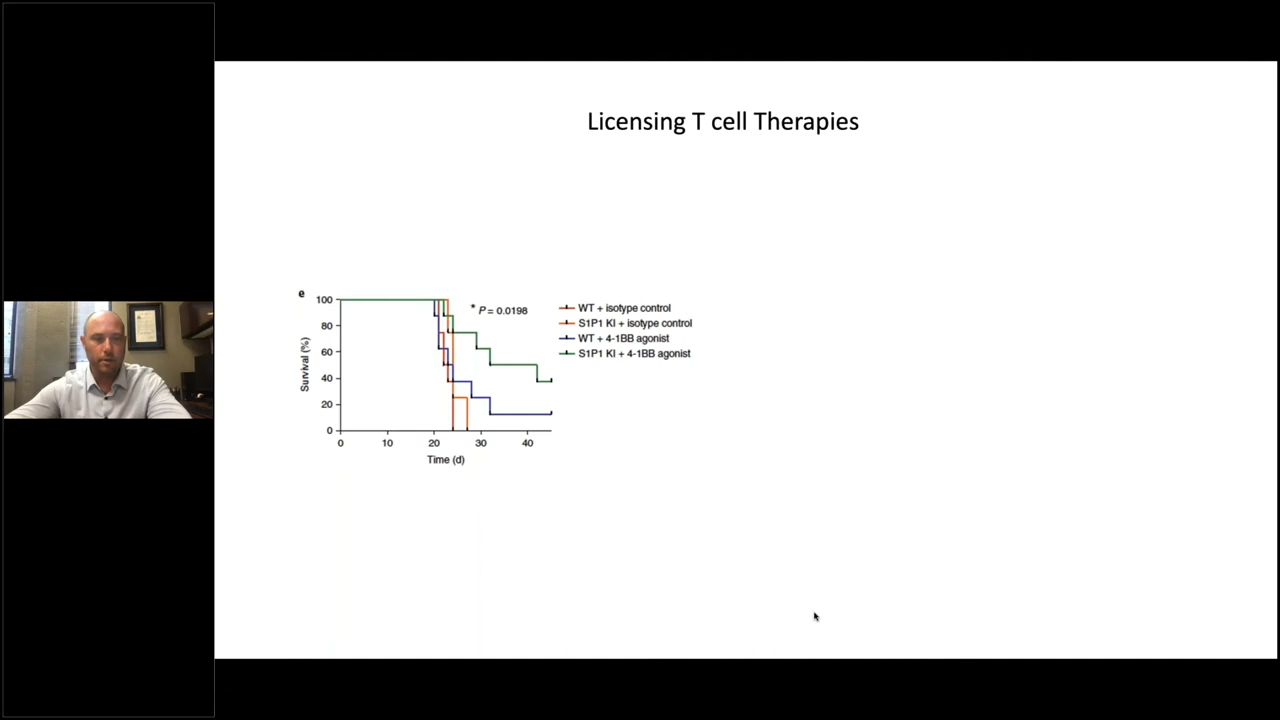 Licensing T cell Therapies
e
* P = 0.0198
WT + isotype control
S1P1 KI + isotype control
WT + 4-1BB agonist
S1P1 KI + 4-1BB agonist
Survival (%)
100
80
60
40
20
0
0 10 20 30 40
Time (d)